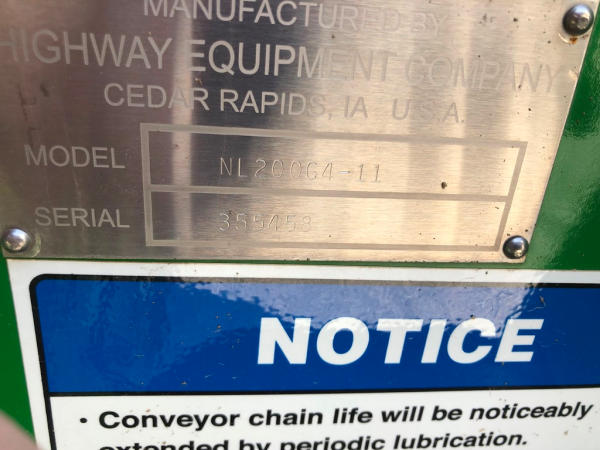 MANUFACTURED BY
HIGHWAY EQUIPMENT COMPANY
CEDAR RAPIDS, IA U.S.A.
MODEL NL200G4-11
SERIAL 355453
NOTICE
· Conveyor chain life will be noticeably
extended by periodic lubrication.